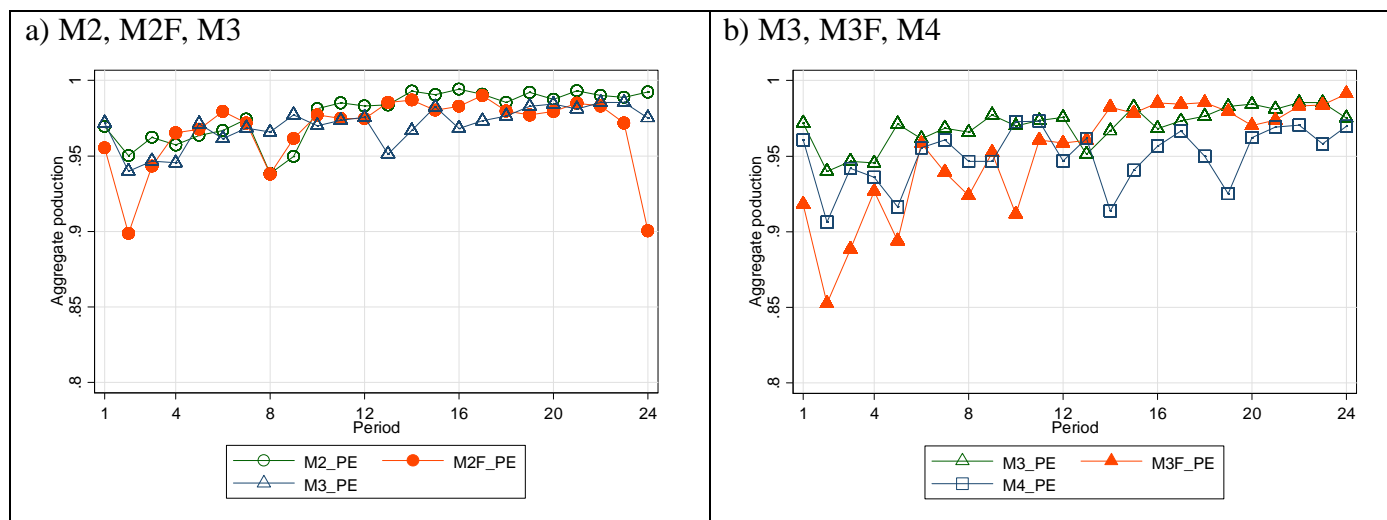 a) M2, M2F, M3
Aggregate poduction
1
.95
.9
.85
.8
1 4 8 12 16 20 24
Period
M2_PE M2F_PE
M3_PE
b) M3, M3F, M4
Aggregate poduction
1
.95
.9
.85
.8
1 4 8 12 16 20 24
Period
M3_PE M3F_PE
M4_PE